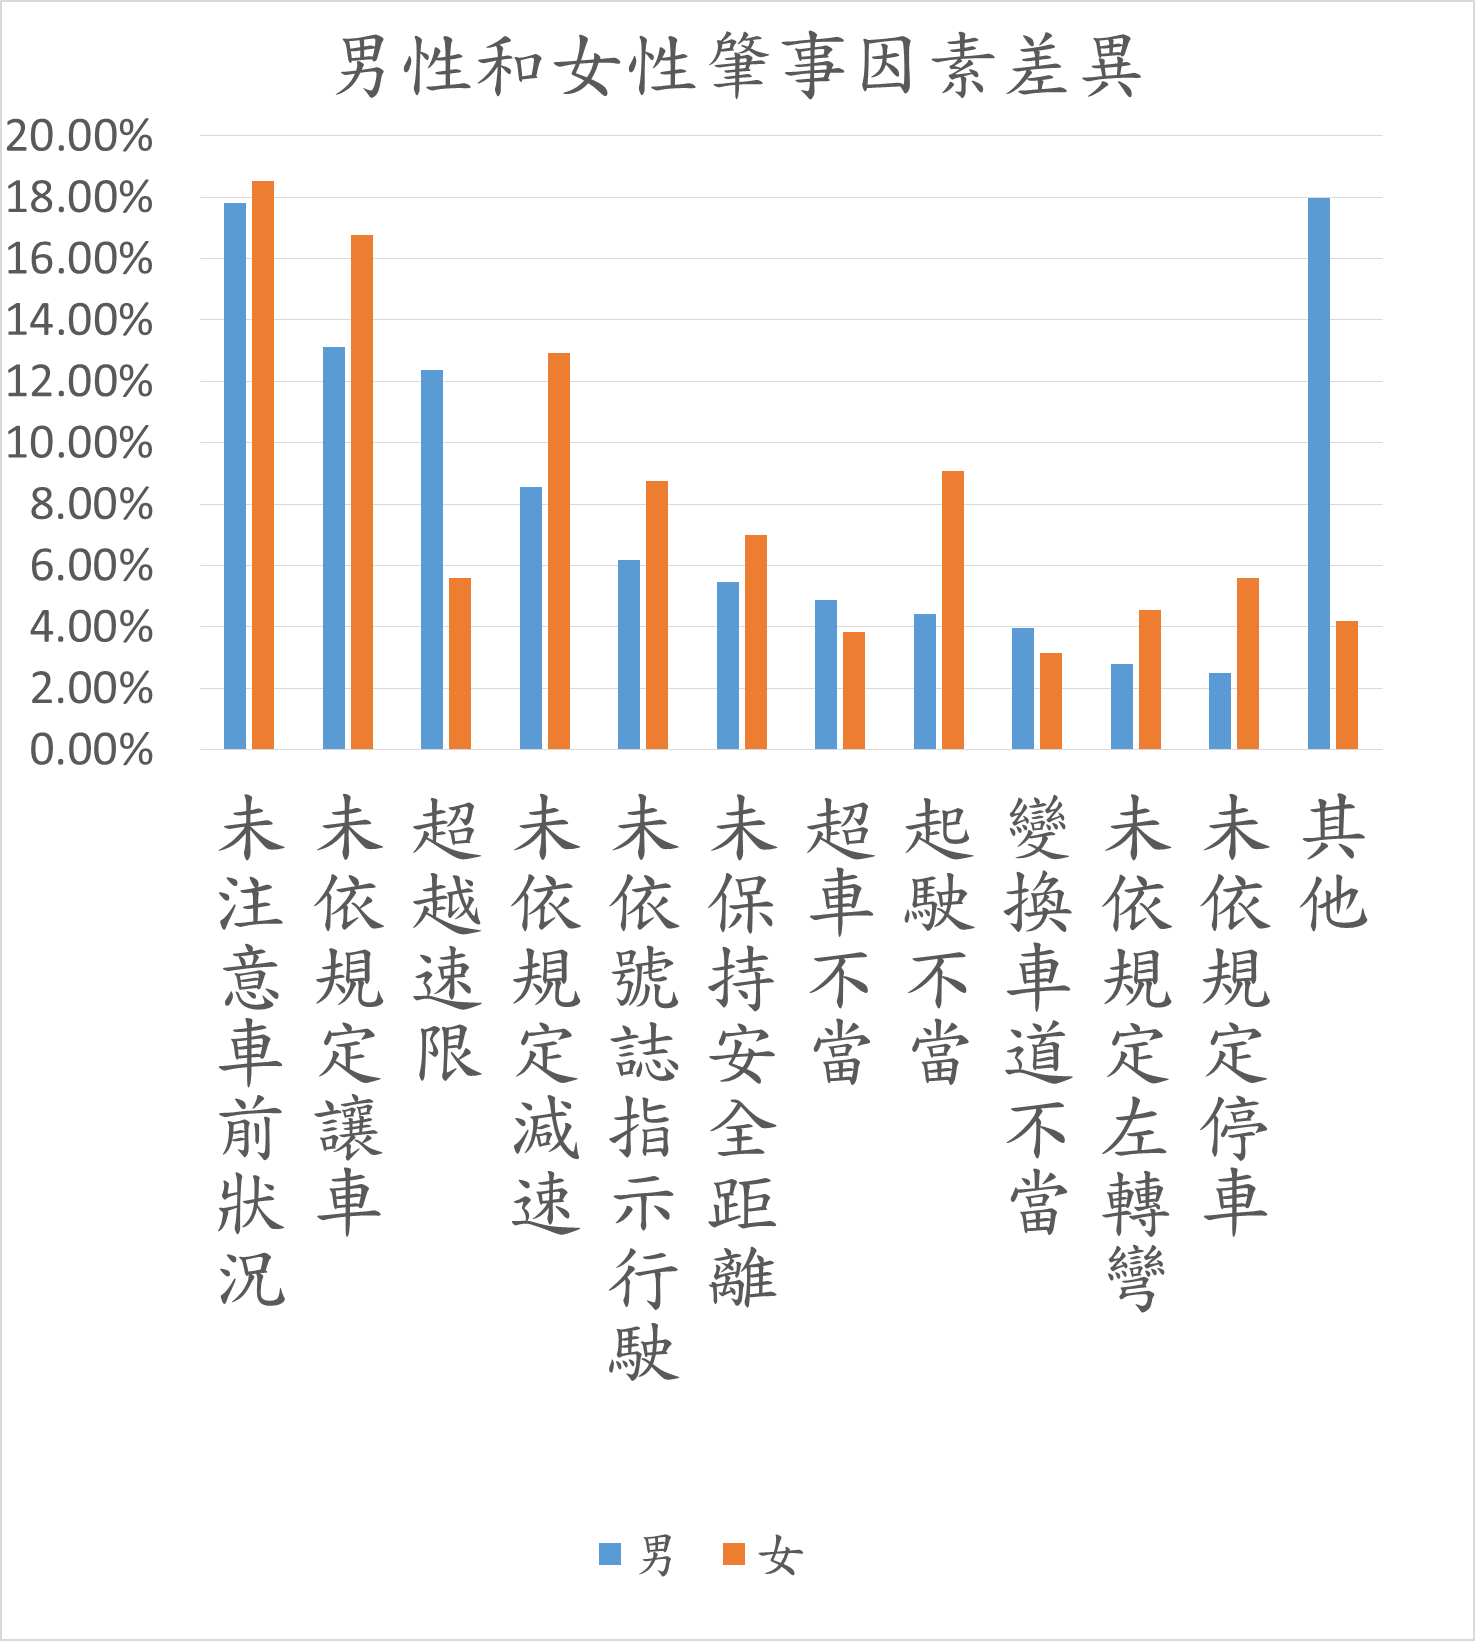 男性和女性肇事因素差異
20.00%
18.00%
16.00%
14.00%
12.00%
10.00%
8.00%
6.00%
4.00%
2.00%
0.00%
未注意車前狀況
未依規定讓車
超越速限
未依規定減速
未依號誌指示行駛
未保持安全距離
超車不當
起駛不當
變換車道不當
未依規定左轉彎
未依規定停車
其他
男
女